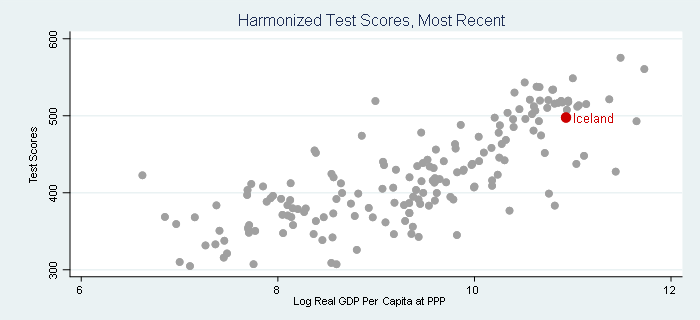 Harmonized Test Scores, Most Recent
600
500
400
300
Test Scores
Iceland
6
8
10
12
Log Real GDP Per Capita at PPP